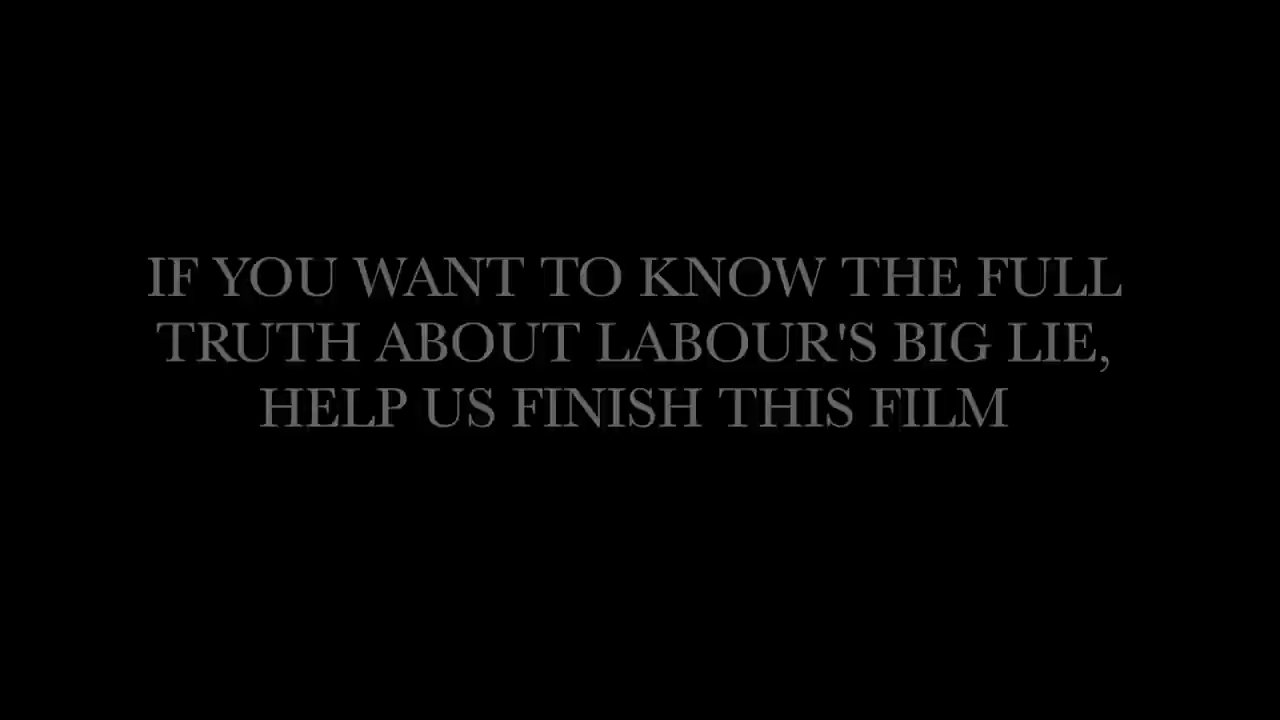 IF YOU WANT TO KNOW THE FULL
TRUTH ABOUT LABOUR'S BIG LIE,
HELP US FINISH THIS FILM